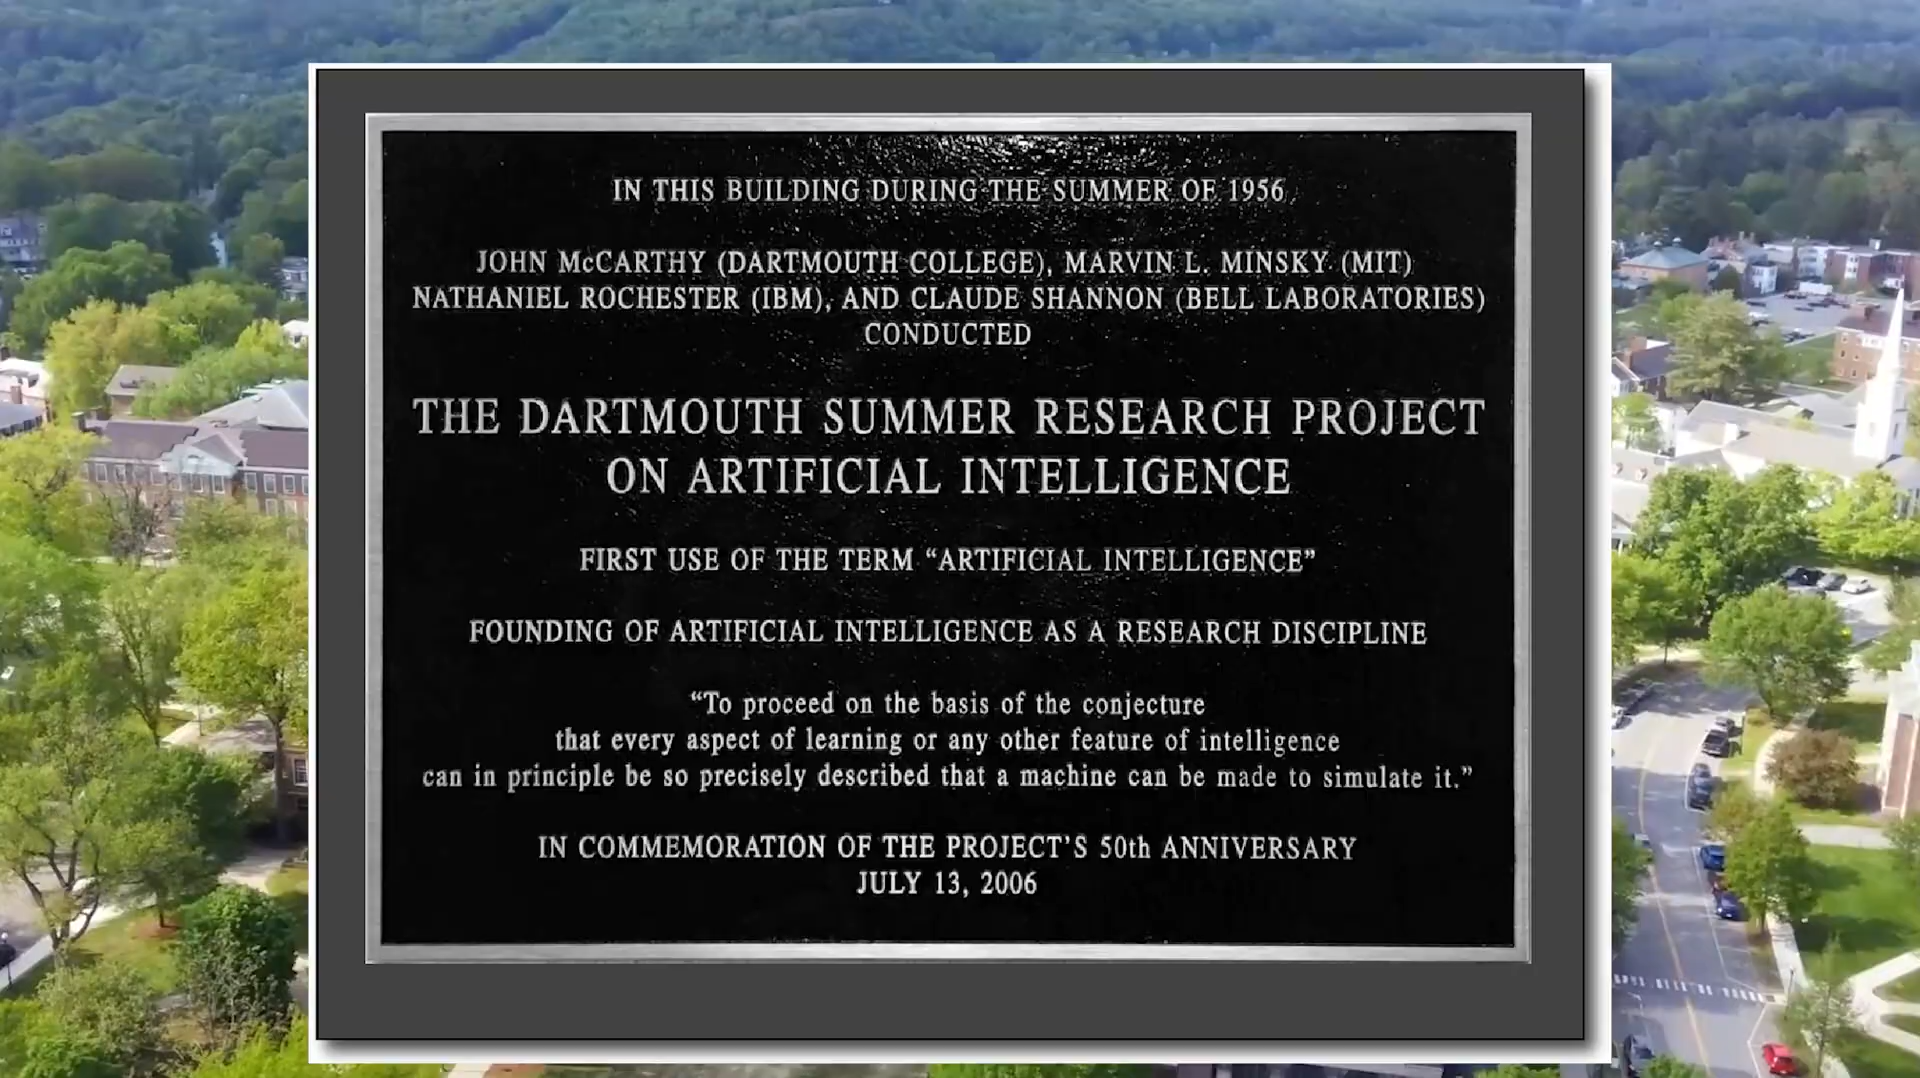 IN THIS BUILDING DURING THE SUMMER OF 1956
JOHN McCARTHY (DARTMOUTH COLLEGE), MARVIN L. MINSKY (MIT)
NATHANIEL ROCHESTER (IBM), AND CLAUDE SHANNON (BELL LABORATORIES)
CONDUCTED
THE DARTMOUTH SUMMER RESEARCH PROJECT
ON ARTIFICIAL INTELLIGENCE
FIRST USE OF THE TERM “ARTIFICIAL INTELLIGENCE”
FOUNDING OF ARTIFICIAL INTELLIGENCE AS A RESEARCH DISCIPLINE
“To proceed on the basis of the conjecture
that every aspect of learning or any other feature of intelligence
can in principle be so precisely described that a machine can be made to simulate it.”
IN COMMEMORATION OF THE PROJECT’S 50th ANNIVERSARY
JULY 13, 2006